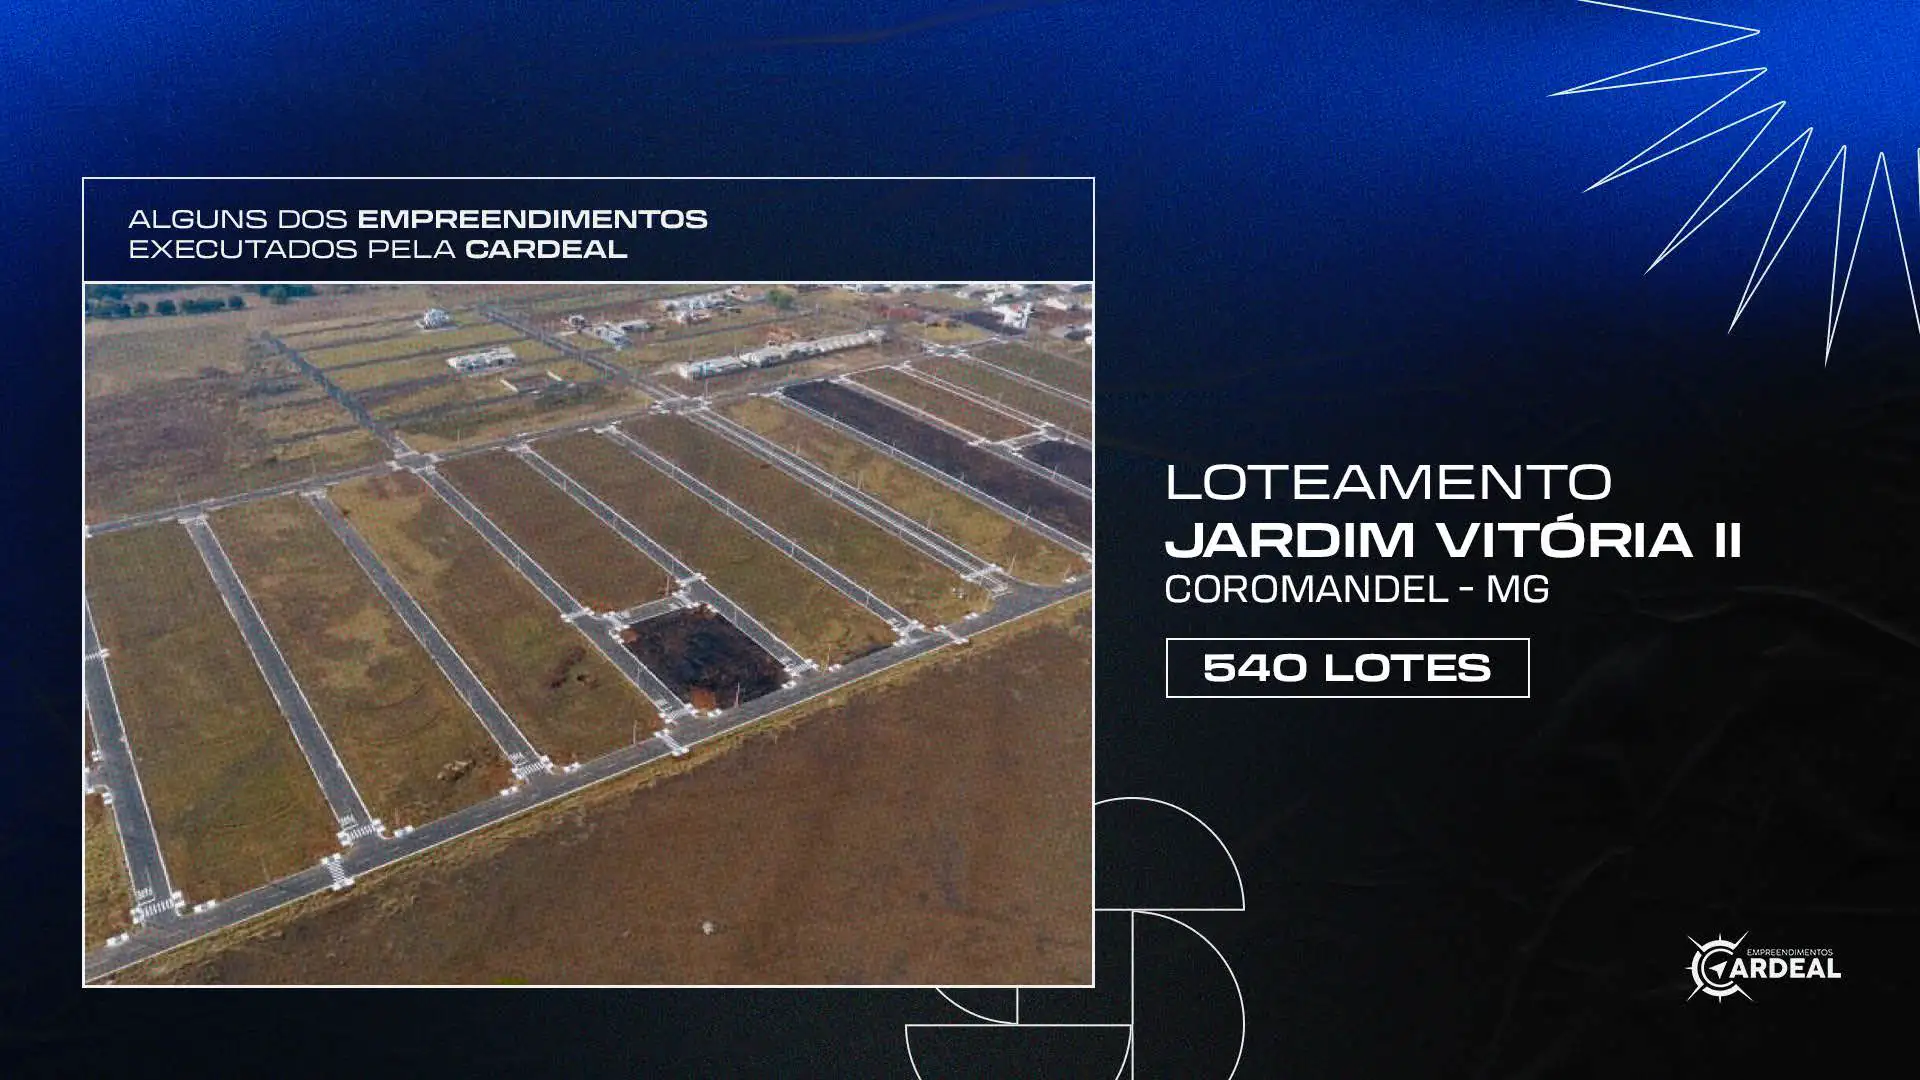 ALGUNS DOS EMPREENDIMENTOS
EXECUTADOS PELA CARDEAL
LOTEAMENTO
JARDIM VITÓRIA II
COROMANDEL - MG
540 LOTES
EMPREENDIMENTOS
CARDEAL